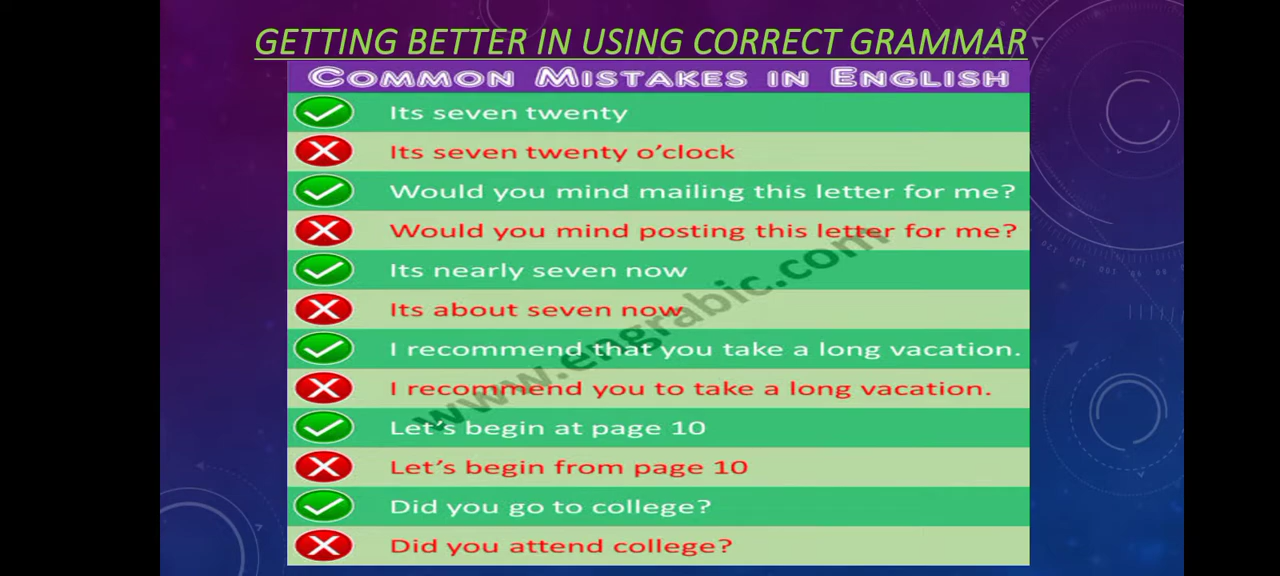 GETTING BETTER IN USING CORRECT GRAMMAR
COMMON MISTAKES IN ENGLISH
Its seven twenty
Its seven twenty o’clock
Would you mind mailing this letter for me?
Would you mind posting this letter for me?
Its nearly seven now
Its about seven now
I recommend that you take a long vacation.
I recommend you to take a long vacation.
Let’s begin at page 10
Let’s begin from page 10
Did you go to college?
Did you attend college?
www.engrabic.com